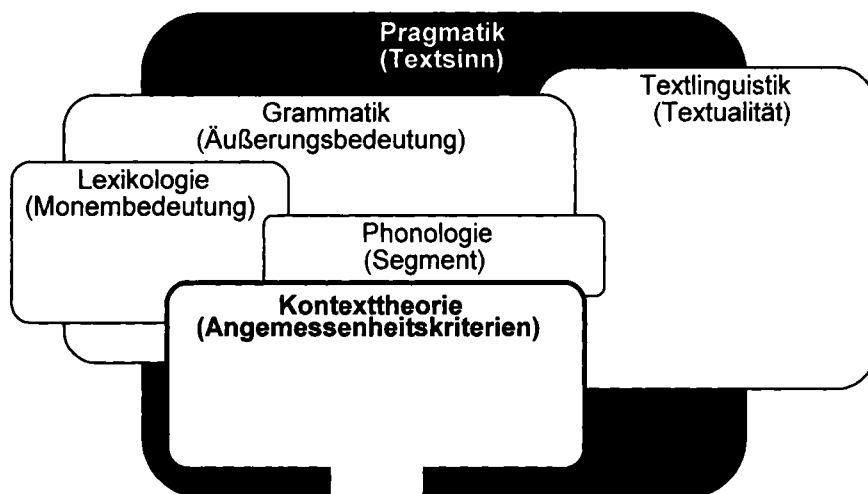 Pragmatik
(Textsinn)
Textlinguistik
(Textualität)
Grammatik
(Äußerungsbedeutung)
Lexikologie
(Monembedeutung)
Phonologie
(Segment)
Kontexttheorie
(Angemessenheitskriterien)